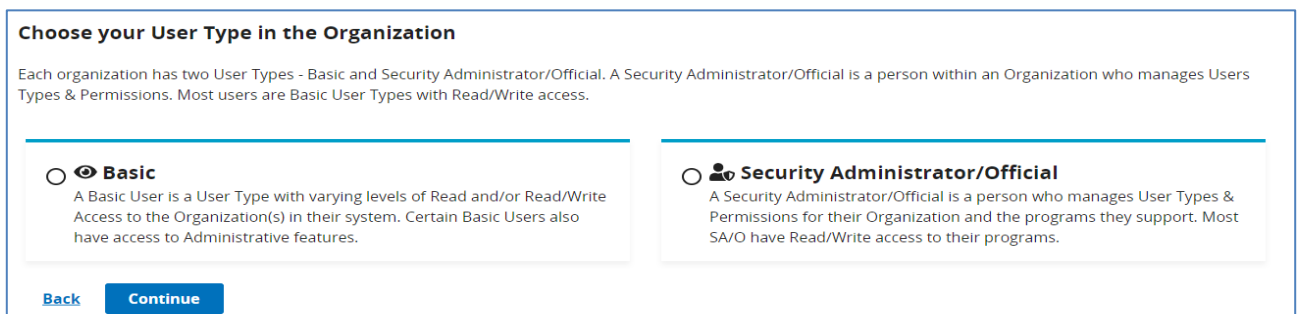 Choose your User Type in the Organization
Each organization has two User Types - Basic and Security Administrator/Official. A Security Administrator/Official is a person within an Organization who manages Users
Types & Permissions. Most users are Basic User Types with Read/Write access.
Basic
A Basic User is a User Type with varying levels of Read and/or Read/Write
Access to the Organization(s) in their system. Certain Basic Users also
have access to Administrative features.
Security Administrator/Official
A Security Administrator/Official is a person who manages User Types &
Permissions for their Organization and the programs they support. Most
SA/O have Read/Write access to their programs.
Back Continue